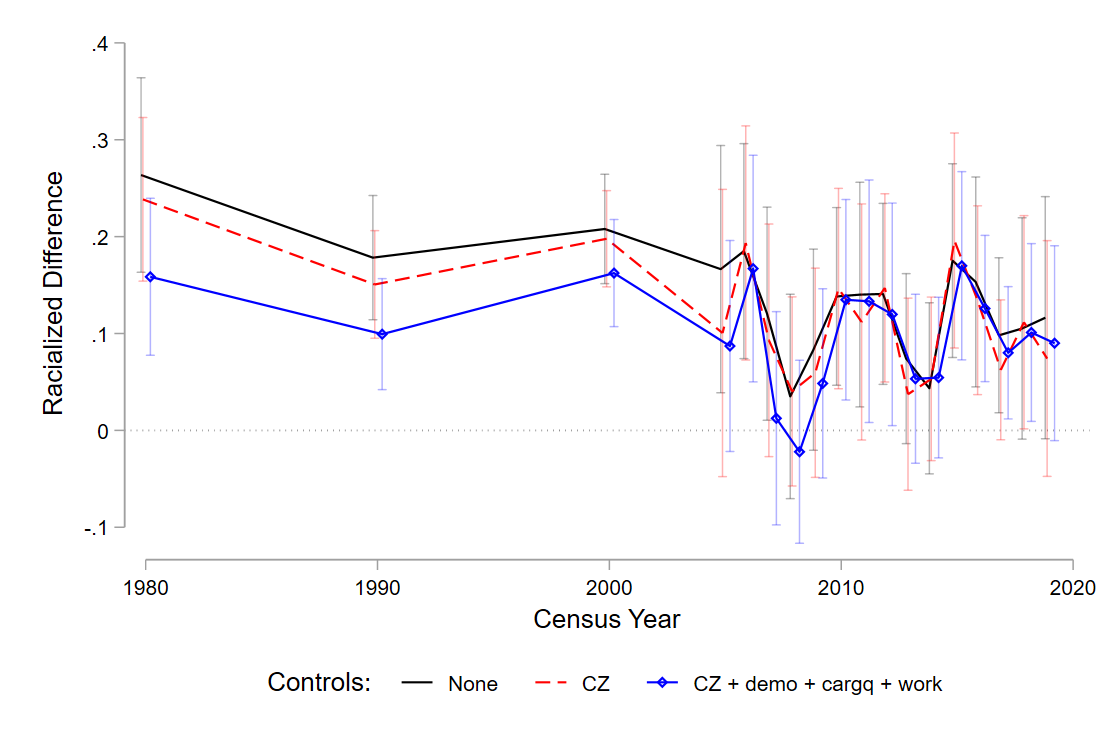 .4
.3
.2
.1
0
-.1
Racialized Difference
1980 1990 2000 2010 2020
Census Year
Controls: None CZ CZ + demo + cargq + work